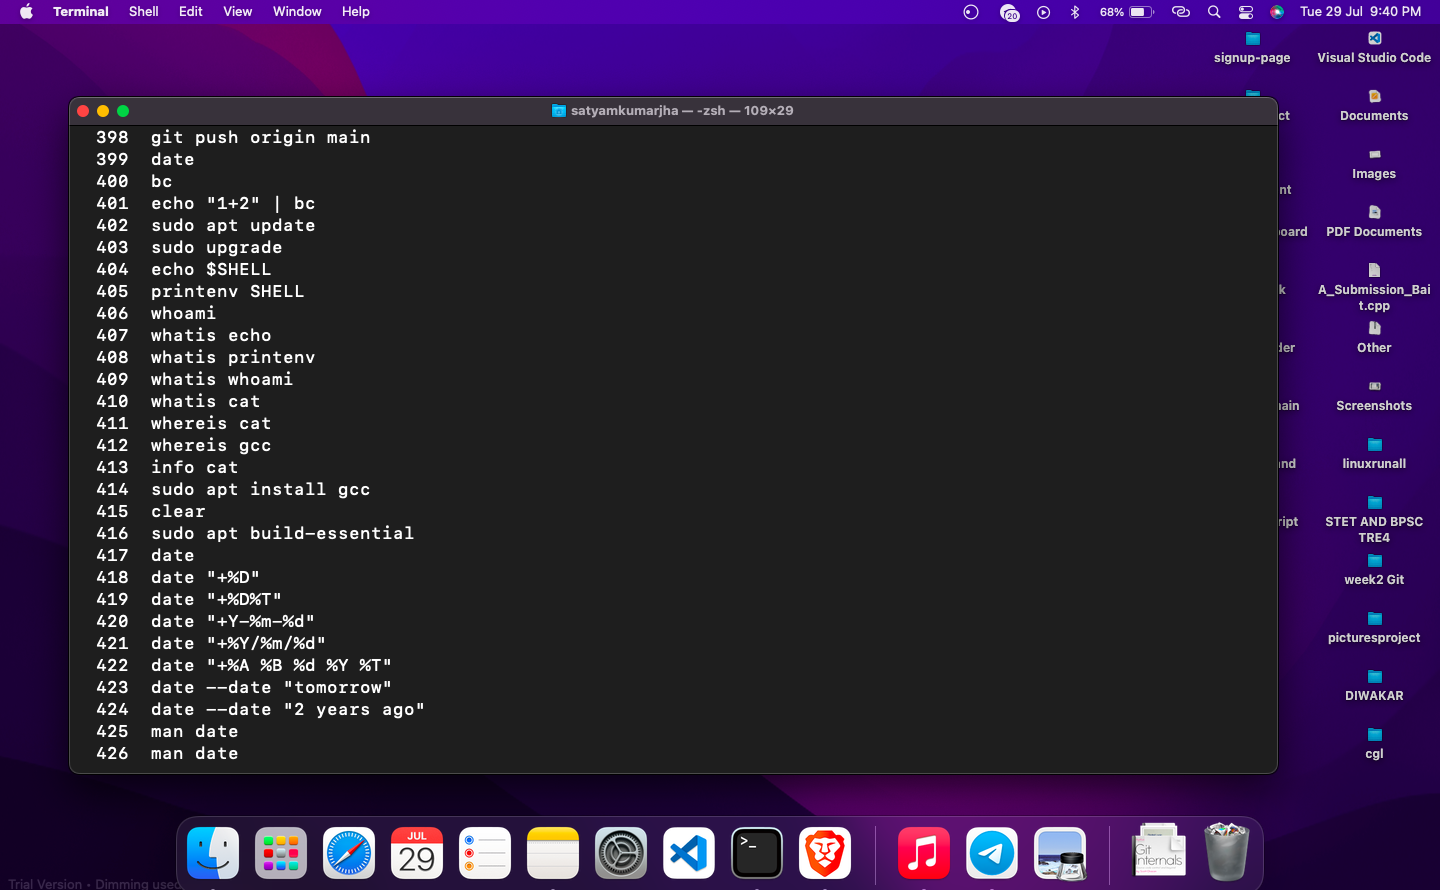 Terminal Shell Edit View Window Help 20 68% Tue 29 Jul 9:40 PM
signup-page Visual Studio Code
satyamkumarjha — -zsh — 109×29
398 git push origin main
399 date
400 bc
401 echo "1+2" | bc
402 sudo apt update
403 sudo upgrade
404 echo $SHELL
405 printenv SHELL
406 whoami
407 whatis echo
408 whatis printenv
409 whatis whoami
410 whatis cat
411 whereis cat
412 whereis gcc
413 info cat
414 sudo apt install gcc
415 clear
416 sudo apt build-essential
417 date
418 date "+%D"
419 date "+%D%T"
420 date "+Y-%m-%d"
421 date "+%Y/%m/%d"
422 date "+%A %B %d %Y %T"
423 date --date "tomorrow"
424 date --date "2 years ago"
425 man date
426 man date
ct Documents
Images
nt
oard PDF Documents
k A_Submission_Bai
t.cpp
der Other
ain Screenshots
nd linuxrunall
ript STET AND BPSC
TRE4
week2 Git
picturesproject
DIWAKAR
cgl
JUL
29
>_
Git
Internals
Trial Version • Dimming used